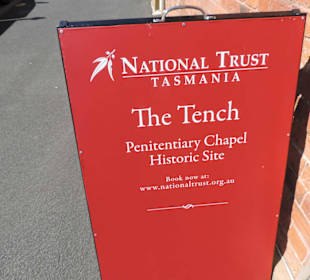 National Trust
TASMANIA
The Tench
Penitentiary Chapel
Historic Site
Book now at:
www.nationaltrust.org.au